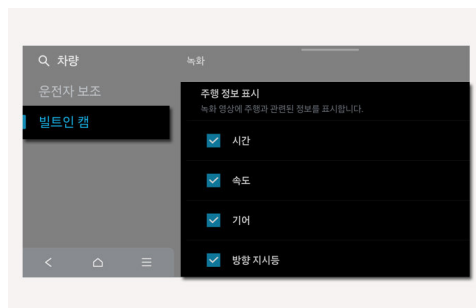 차량
녹화
운전자 보조
빌트인 캠
주행 정보 표시
녹화 영상에 주행과 관련된 정보를 표시합니다.
시간
속도
기어
방향 지시등